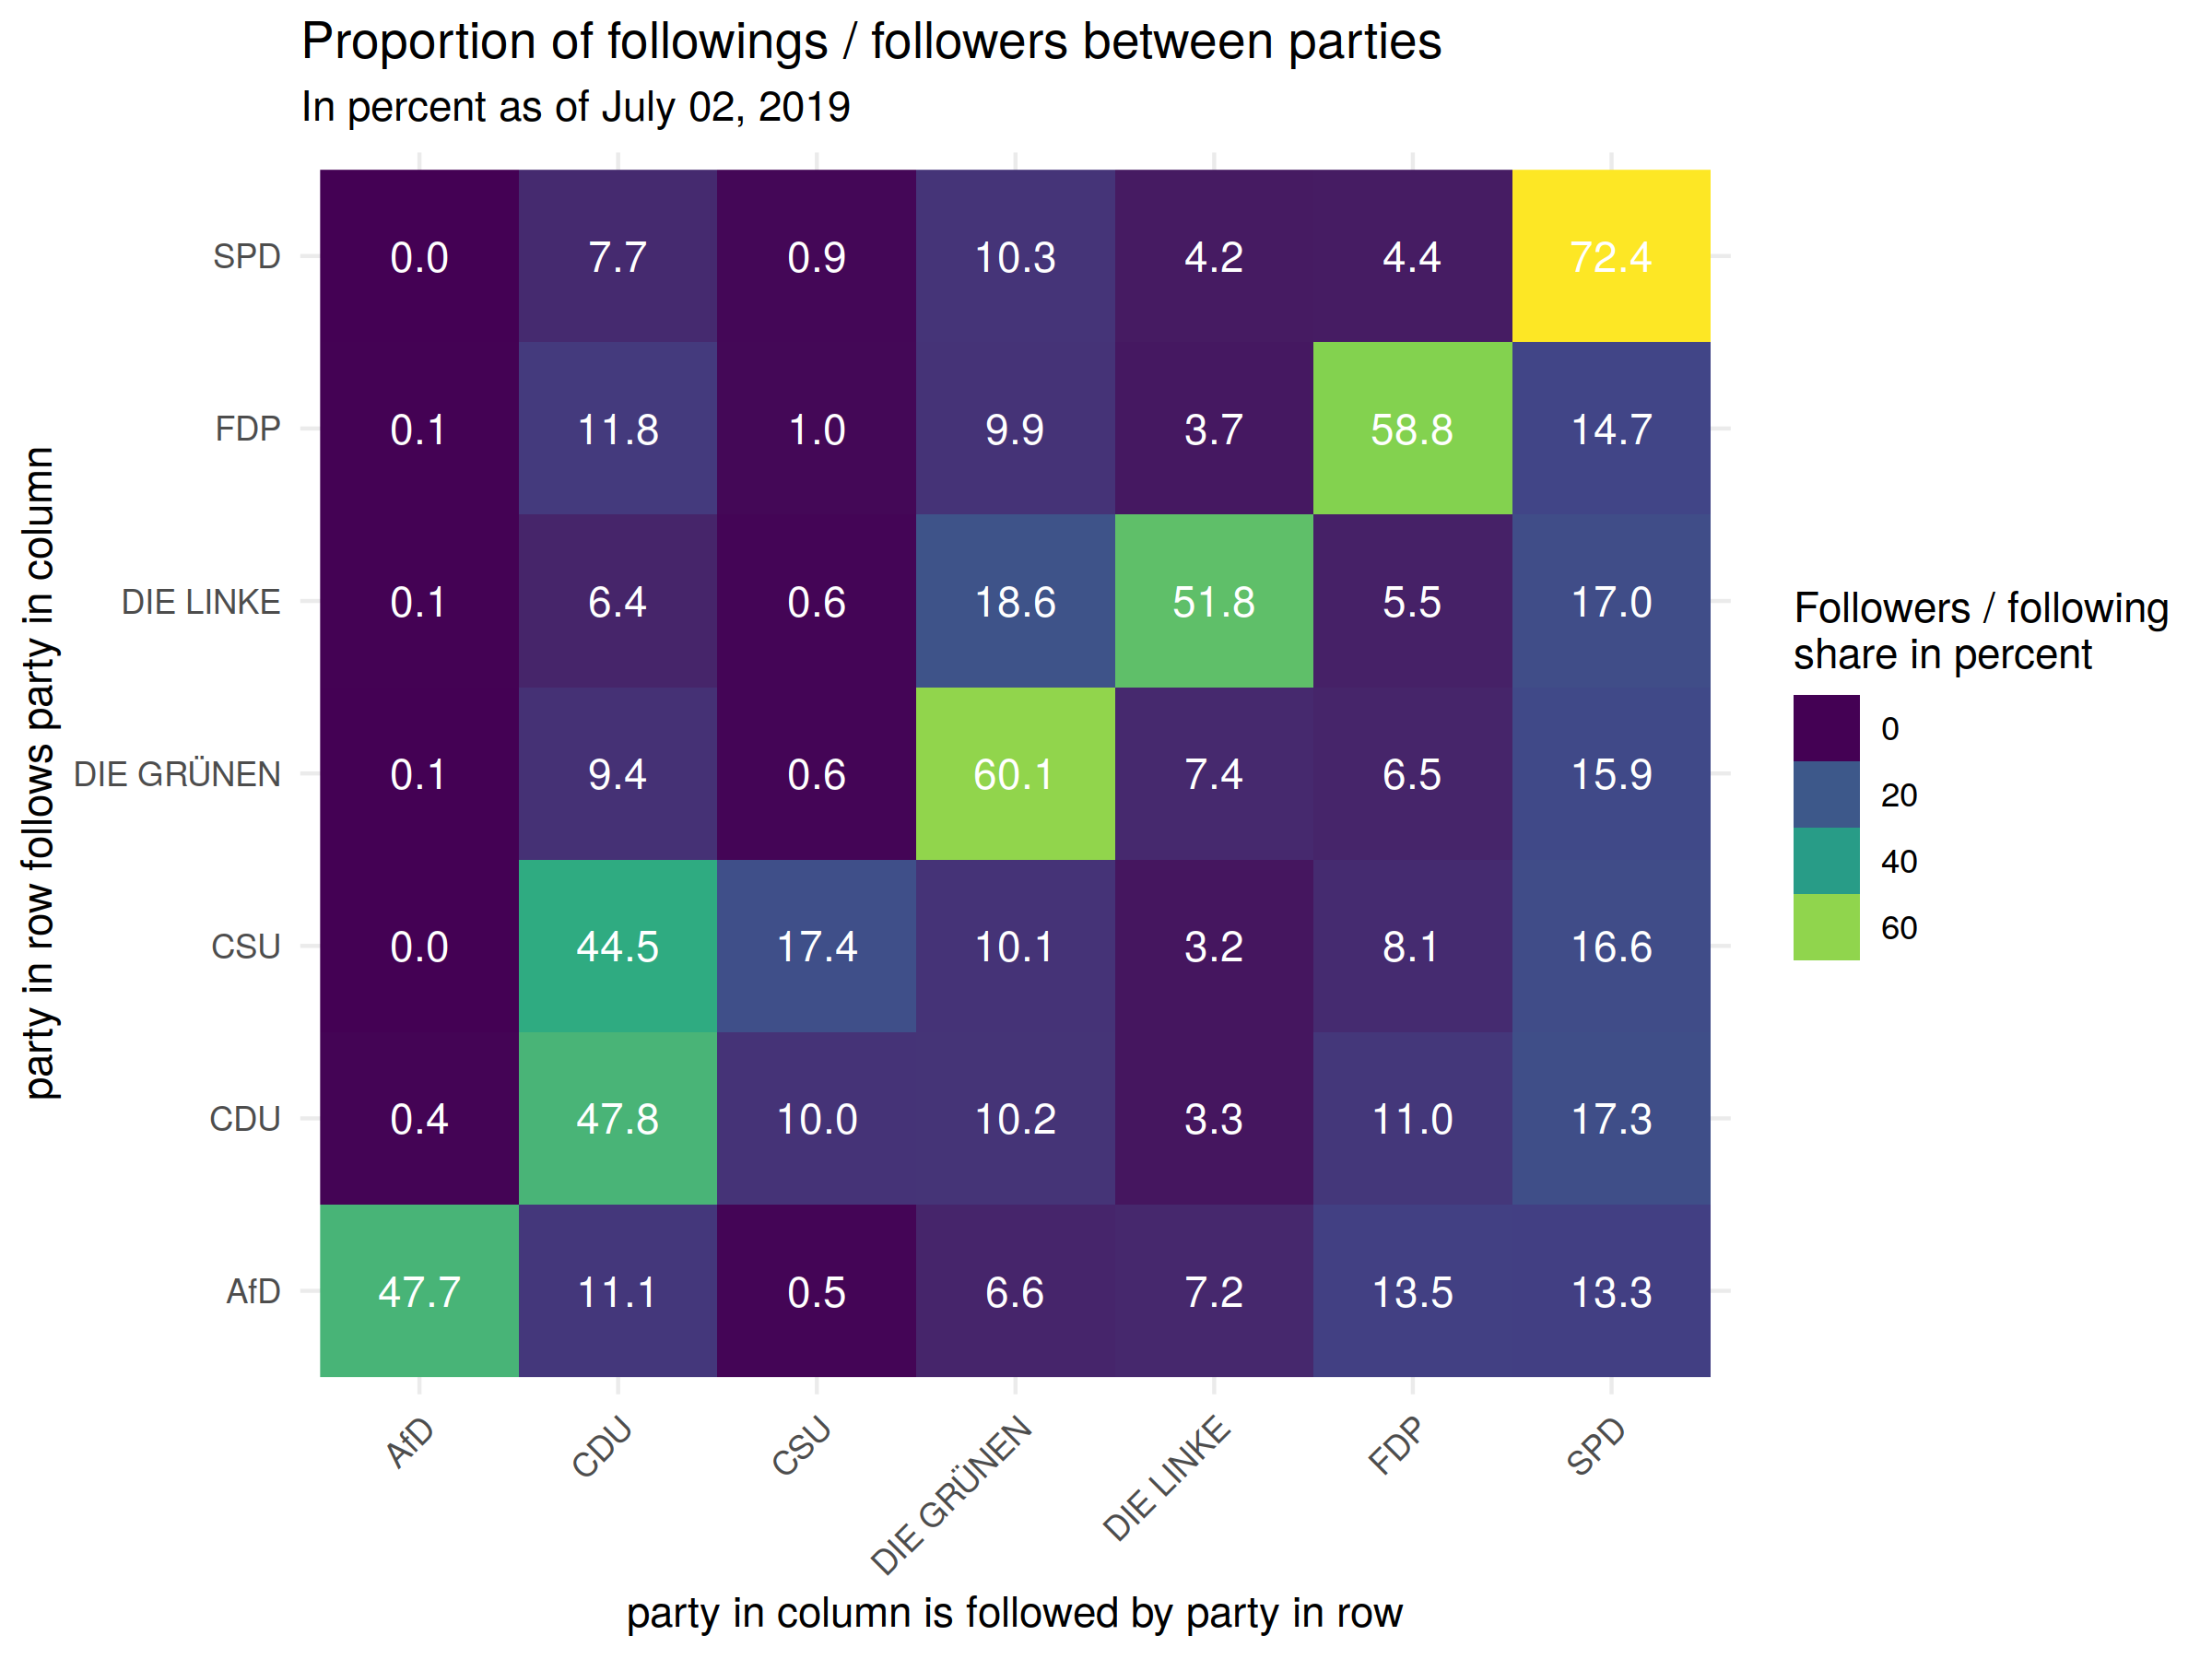 Proportion of followings / followers between parties
In percent as of July 02, 2019
party in row follows party in column
SPD 0.0 7.7 0.9 10.3 4.2 4.4 72.4
FDP 0.1 11.8 1.0 9.9 3.7 58.8 14.7
DIE LINKE 0.1 6.4 0.6 18.6 51.8 5.5 17.0
DIE GRÜNEN 0.1 9.4 0.6 60.1 7.4 6.5 15.9
CSU 0.0 44.5 17.4 10.1 3.2 8.1 16.6
CDU 0.4 47.8 10.0 10.2 3.3 11.0 17.3
AfD 47.7 11.1 0.5 6.6 7.2 13.5 13.3
AfD CDU CSU DIE GRÜNEN DIE LINKE FDP SPD
party in column is followed by party in row
Followers / following
share in percent
0
20
40
60